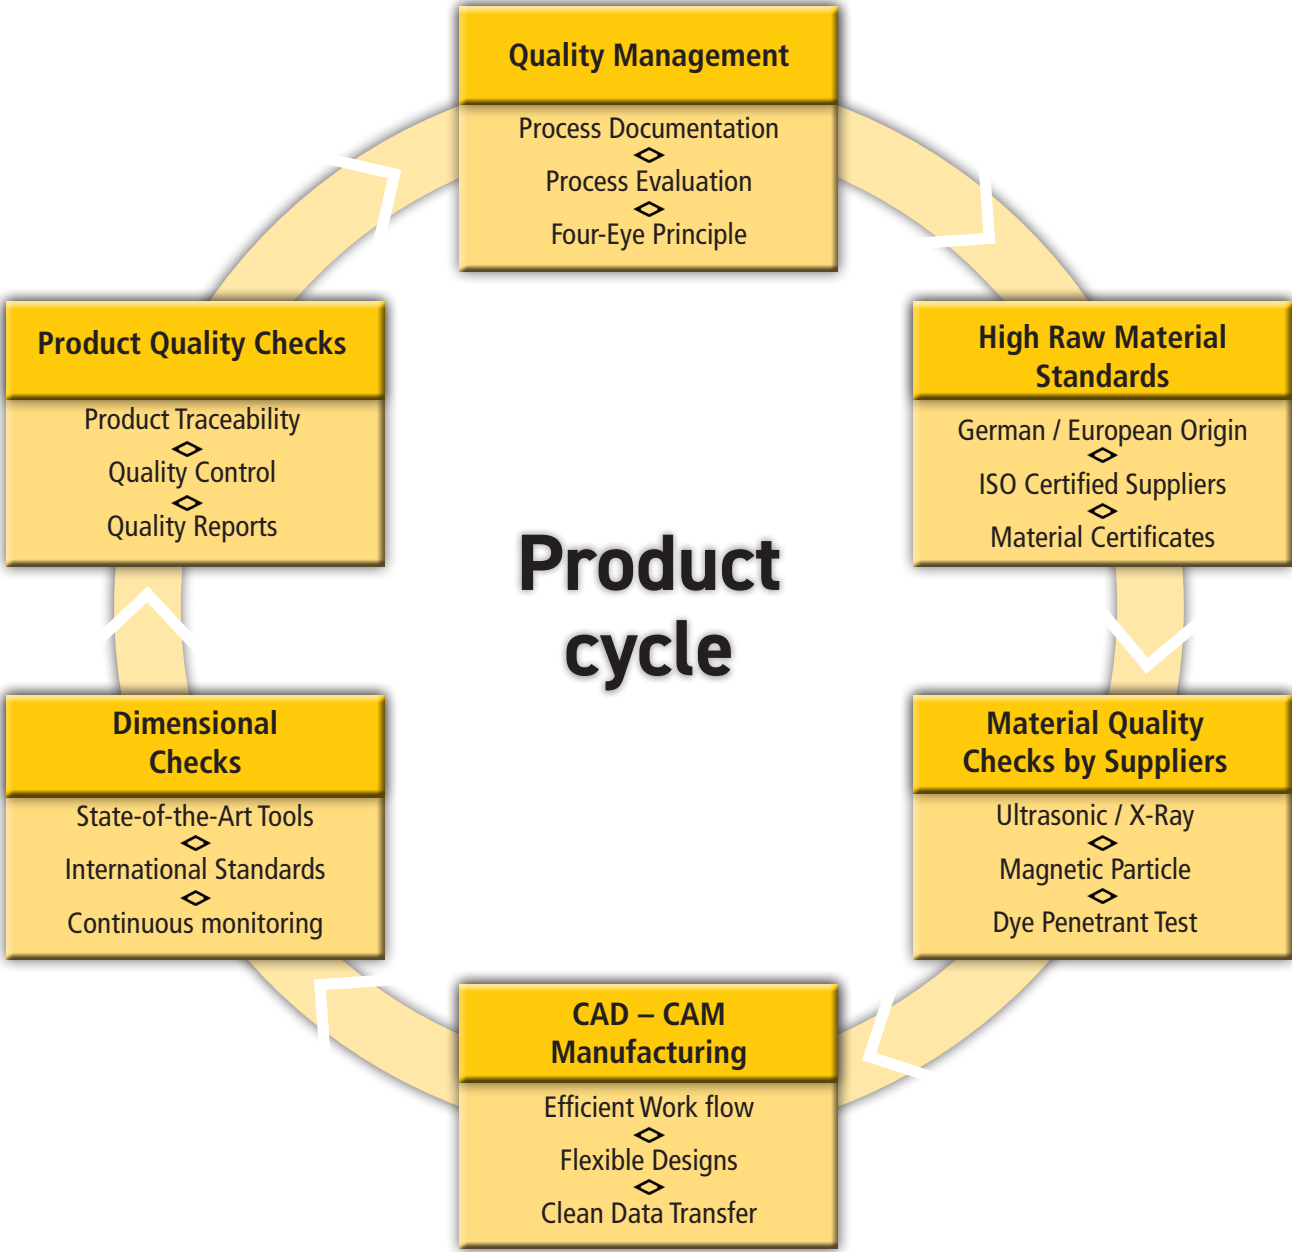 Quality Management
Process Documentation
Process Evaluation
Four-Eye Principle
High Raw Material
Standards
German / European Origin
ISO Certified Suppliers
Material Certificates
Material Quality
Checks by Suppliers
Ultrasonic / X-Ray
Magnetic Particle
Dye Penetrant Test
CAD – CAM
Manufacturing
Efficient Work flow
Flexible Designs
Clean Data Transfer
Dimensional
Checks
State-of-the-Art Tools
International Standards
Continuous monitoring
Product Quality Checks
Product Traceability
Quality Control
Quality Reports
Product
cycle